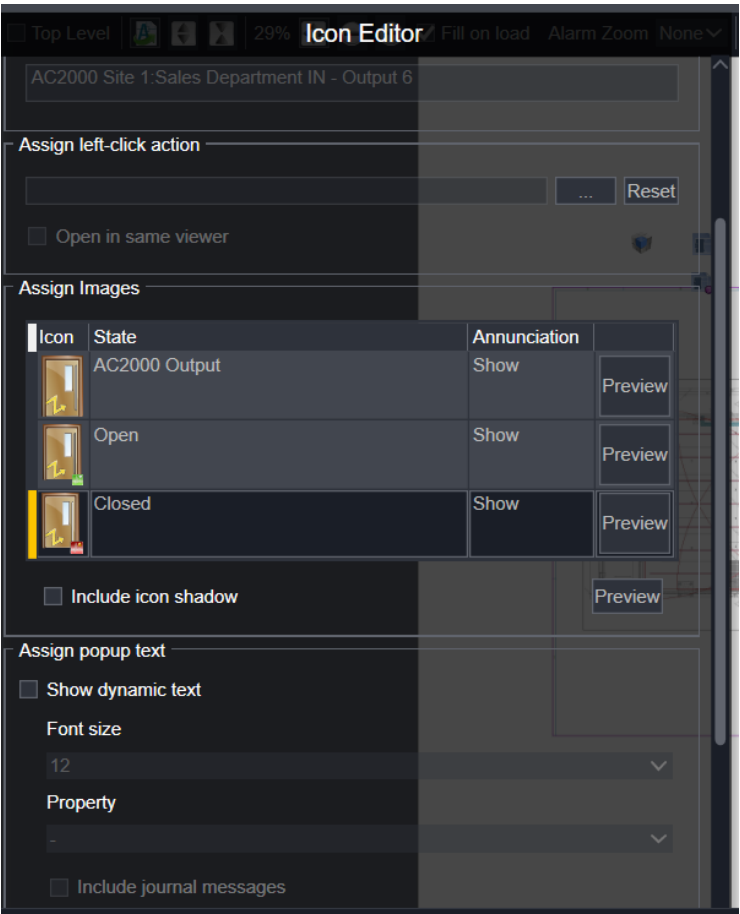 Top Level 29% Icon Editor Fill on load Alarm Zoom None
AC2000 Site 1:Sales Department IN - Output 6
Assign left-click action
... Reset
Open in same viewer
Assign Images
Icon State Annunciation
AC2000 Output Show Preview
Open Show Preview
Closed Show Preview
Include icon shadow Preview
Assign popup text
Show dynamic text
Font size
12
Property
-
Include journal messages